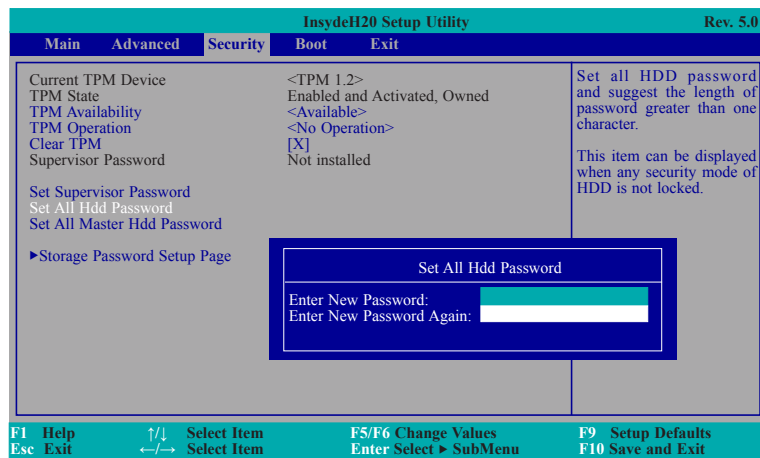 InsydeH20 Setup Utility Rev. 5.0
Main Advanced Security Boot Exit
Current TPM Device <TPM 1.2>
TPM State Enabled and Activated, Owned
TPM Availability <Available>
TPM Operation <No Operation>
Clear TPM [X]
Supervisor Password Not installed
Set Supervisor Password
Set All Hdd Password
Set All Master Hdd Password
►Storage Password Setup Page
Set all HDD password
and suggest the length of
password greater than one
character.
This item can be displayed
when any security mode of
HDD is not locked.
Set All Hdd Password
Enter New Password:
Enter New Password Again:
F1 Help ↑/↓ Select Item F5/F6 Change Values F9 Setup Defaults
Esc Exit ←/→ Select Item Enter Select ► SubMenu F10 Save and Exit